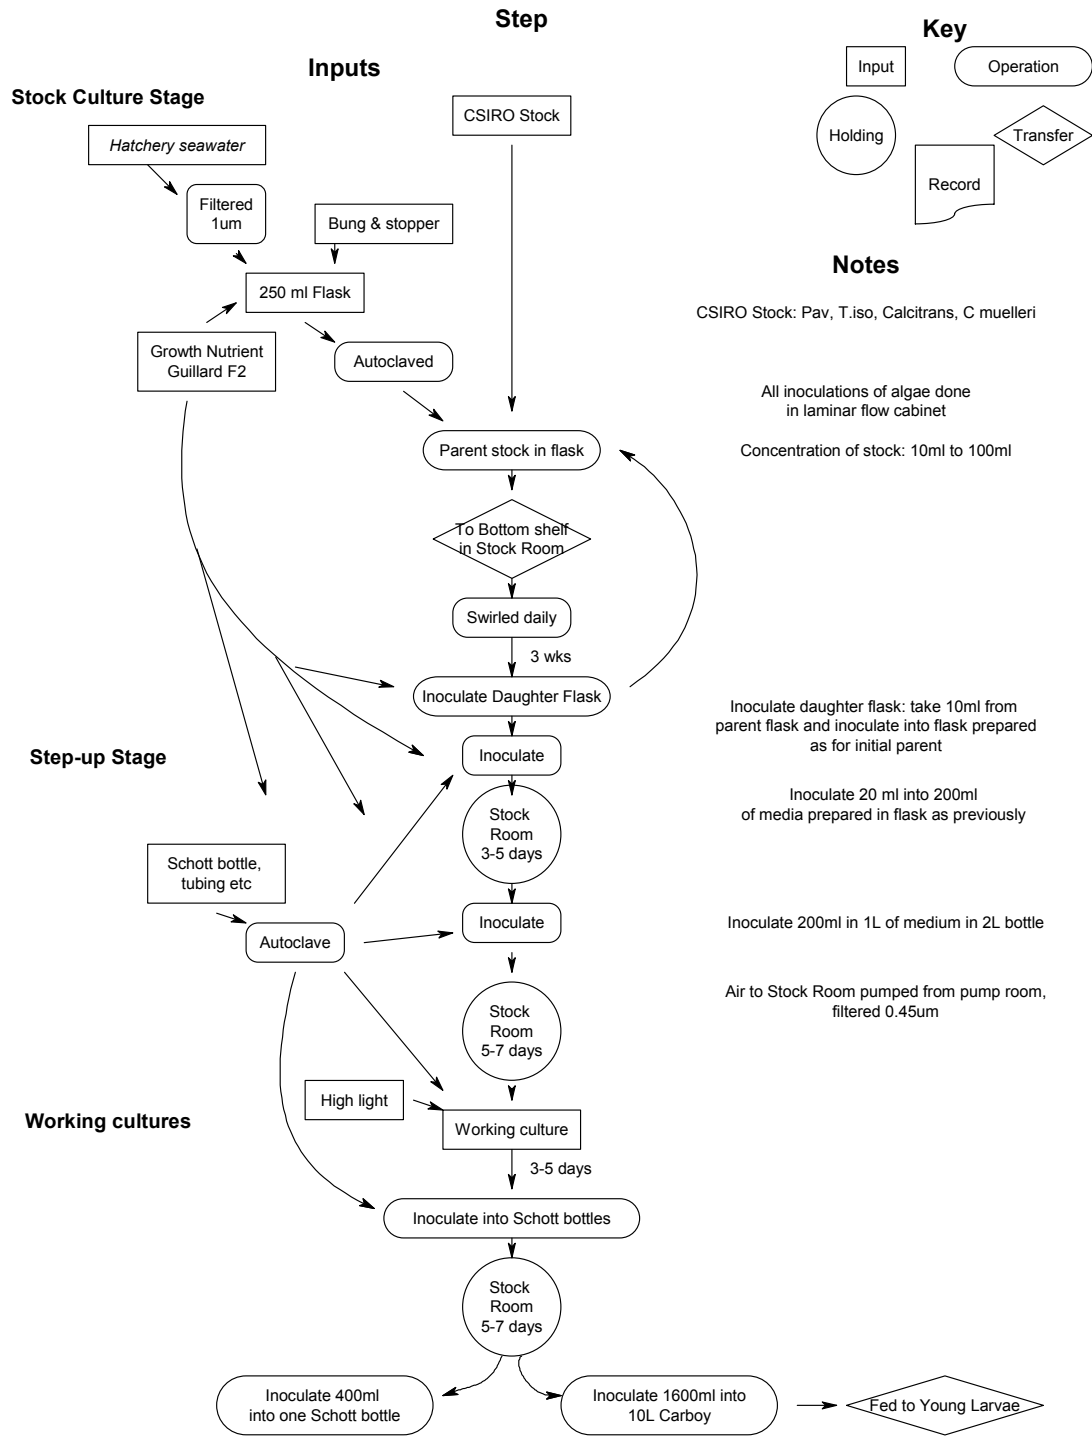 Step
Key
Inputs
Input
Operation
Stock Culture Stage
CSIRO Stock
Hatchery seawater
Holding
Transfer
Record
Filtered
1um
Bung & stopper
Notes
250 ml Flask
CSIRO Stock: Pav, T.iso, Calcitrans, C muelleri
Growth Nutrient
Guillard F2
Autoclaved
All inoculations of algae done
in laminar flow cabinet
Parent stock in flask
Concentration of stock: 10ml to 100ml
To Bottom shelf
in Stock Room
Swirled daily
3 wks
Inoculate Daughter Flask
Inoculate daughter flask: take 10ml from
parent flask and inoculate into flask prepared
as for initial parent
Step-up Stage
Inoculate
Inoculate 20 ml into 200ml
of media prepared in flask as previously
Stock
Room
3-5 days
Schott bottle,
tubing etc
Inoculate
Inoculate 200ml in 1L of medium in 2L bottle
Autoclave
Air to Stock Room pumped from pump room,
filtered 0.45um
Stock
Room
5-7 days
High light
Working cultures
Working culture
3-5 days
Inoculate into Schott bottles
Stock
Room
5-7 days
Inoculate 400ml
into one Schott bottle
Inoculate 1600ml into
10L Carboy
Fed to Young Larvae